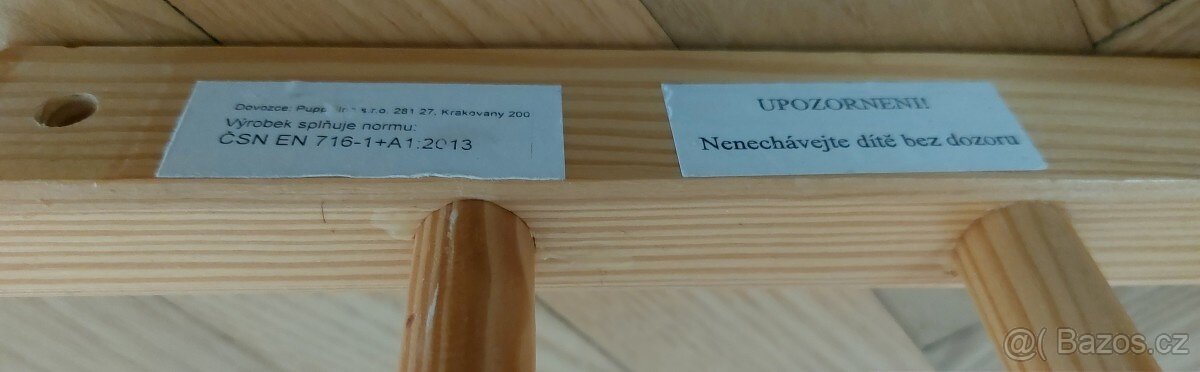 Dovozce: s.r.o. 281 27, Krakovany 200
Výrobek splňuje normu:
ČSN EN 716-1+A1:2013
UPOZORNENI!
Nenechávejte dítě bez dozoru
@( Bazos.cz